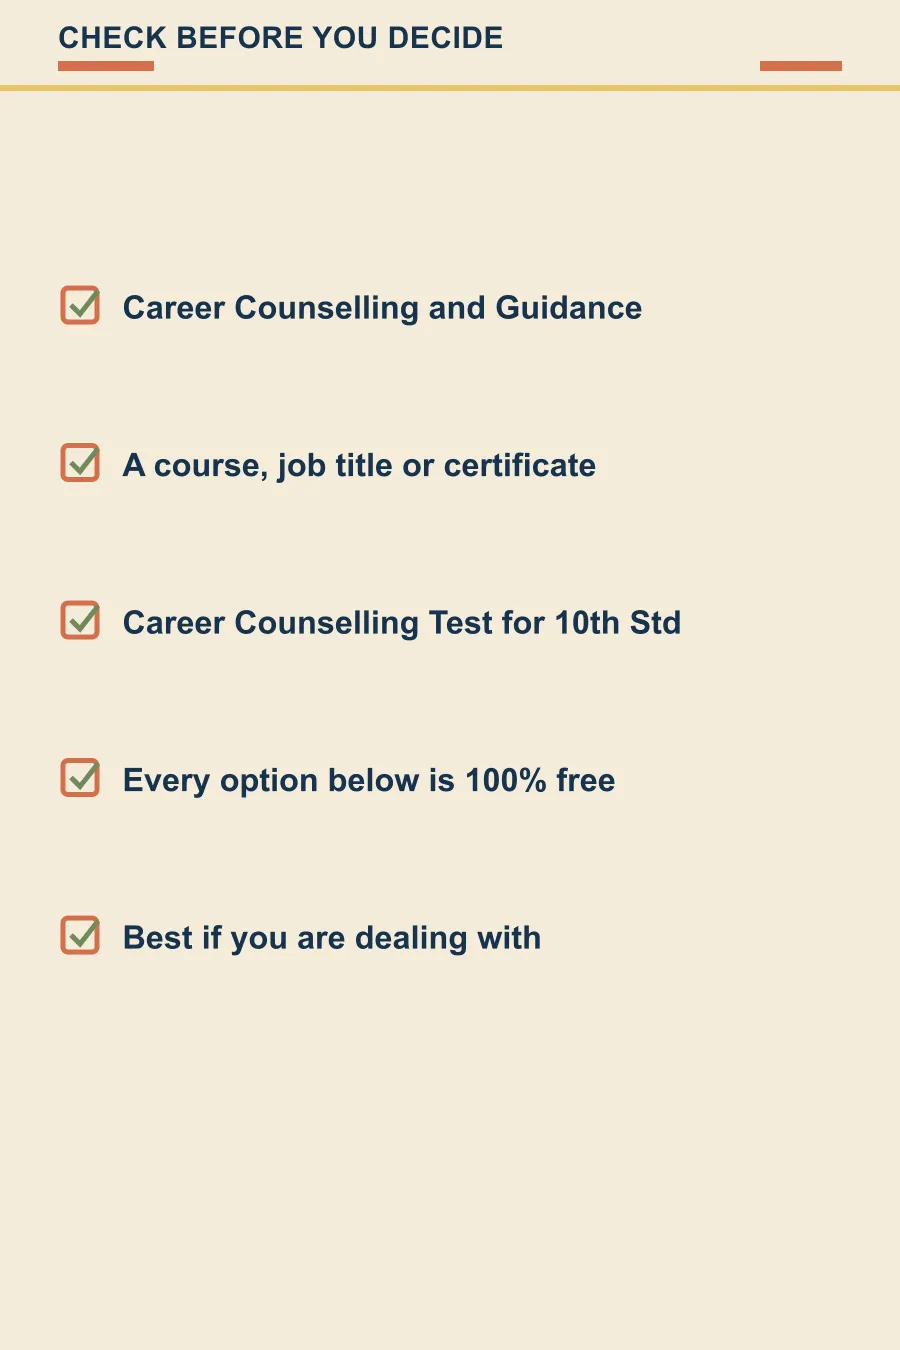 CHECK BEFORE YOU DECIDE
Career Counselling and Guidance
A course, job title or certificate
Career Counselling Test for 10th Std
Every option below is 100% free
Best if you are dealing with